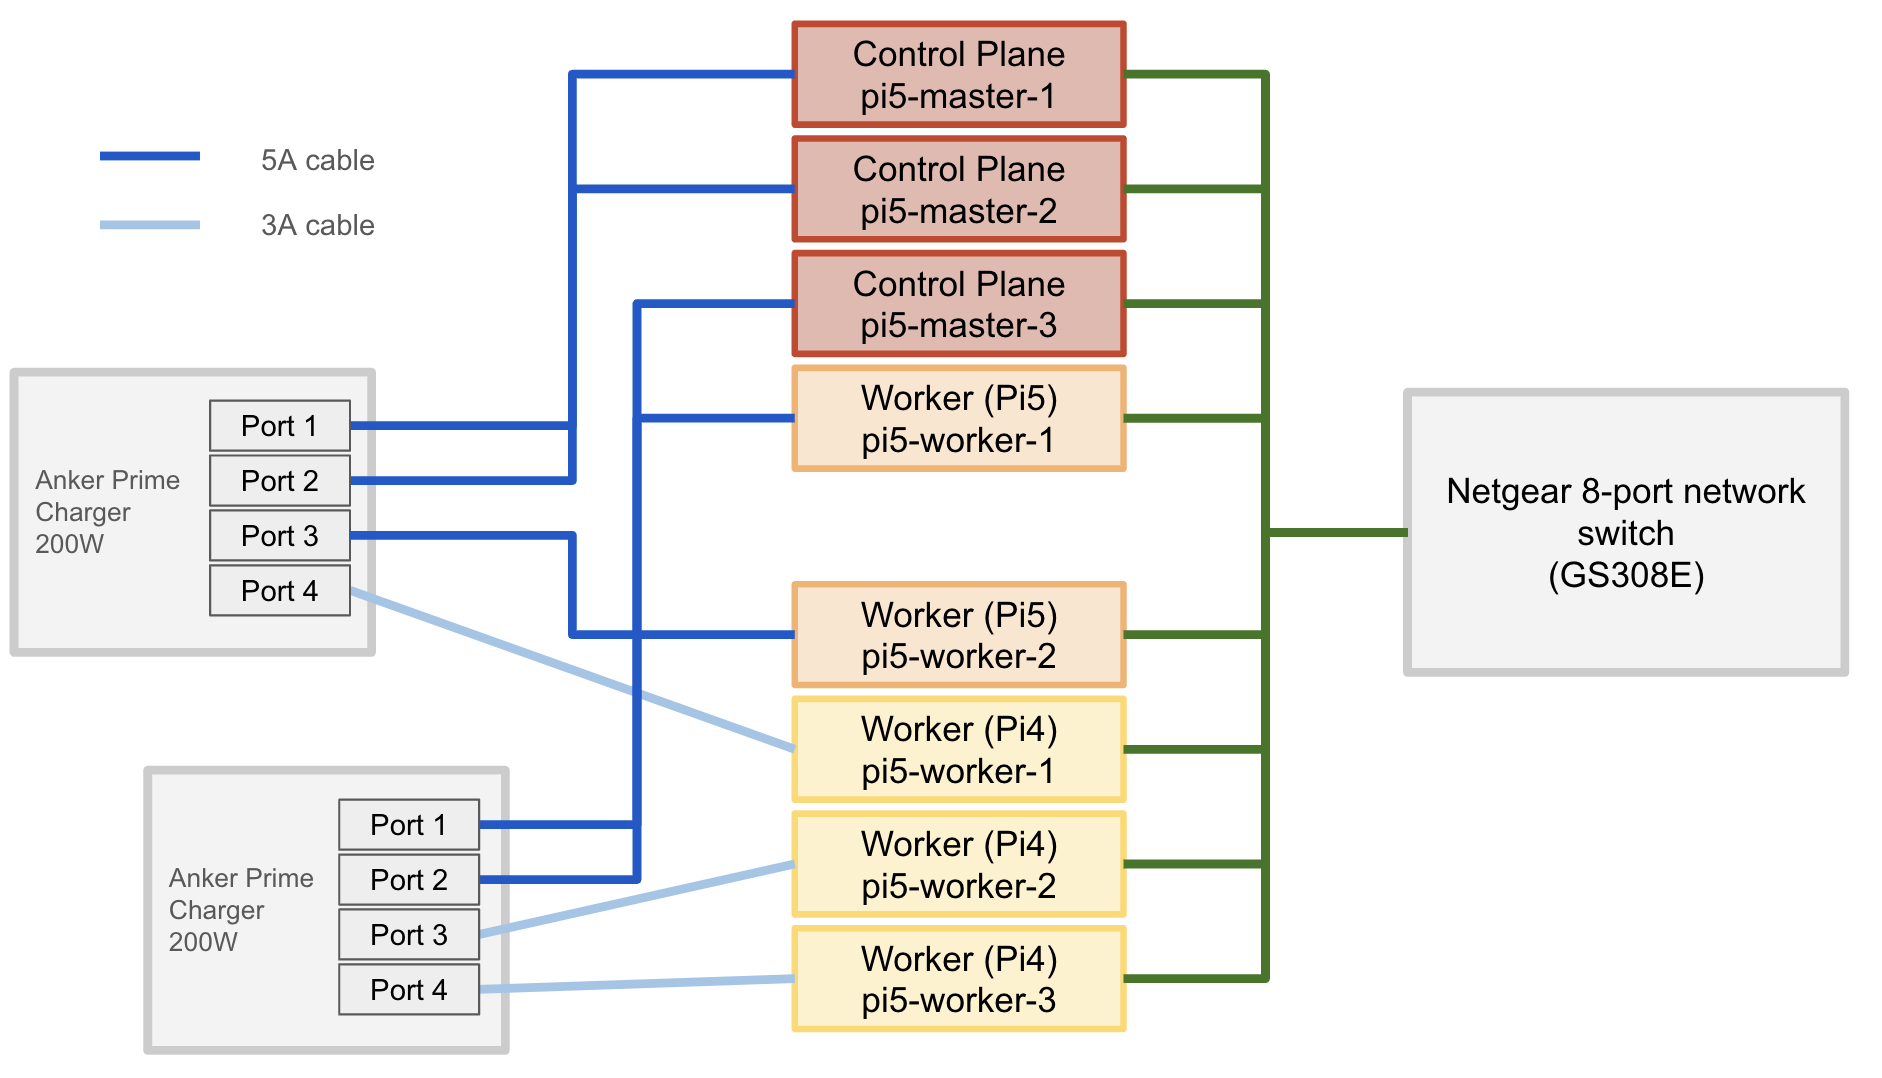 5A cable
3A cable
Anker Prime
Charger
200W
Port 1
Port 2
Port 3
Port 4
Anker Prime
Charger
200W
Port 1
Port 2
Port 3
Port 4
Control Plane
pi5-master-1
Control Plane
pi5-master-2
Control Plane
pi5-master-3
Worker (Pi5)
pi5-worker-1
Worker (Pi5)
pi5-worker-2
Worker (Pi4)
pi5-worker-1
Worker (Pi4)
pi5-worker-2
Worker (Pi4)
pi5-worker-3
Netgear 8-port network
switch
(GS308E)